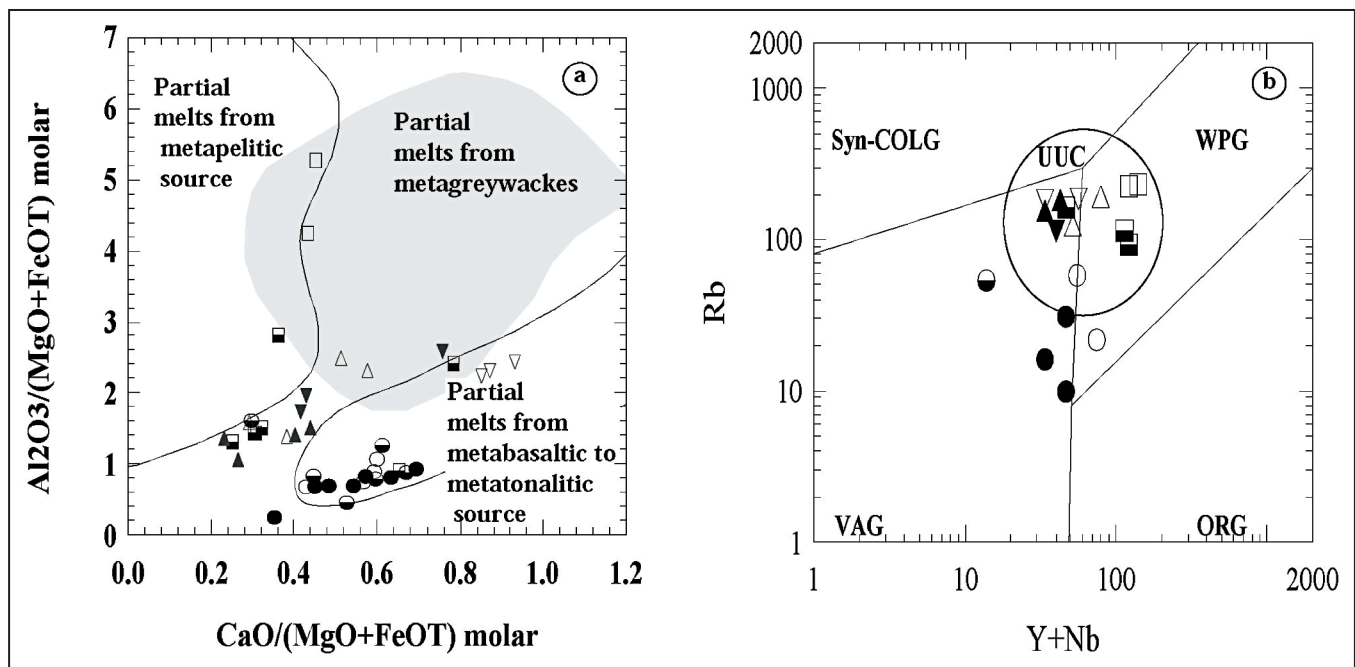 a
7
6
5
4
3
2
1
0
Al2O3/(MgO+FeOT) molar
Partial
melts from
metapelitic
source
Partial
melts from
metagreywackes
Partial
melts from
metabasaltic to
metatonalitic
source
0.0 0.2 0.4 0.6 0.8 1.0 1.2
CaO/(MgO+FeOT) molar
b
2000
1000
100
10
1
Rb
Syn-COLG
UUC
WPG
VAG
ORG
1 10 100 2000
Y+Nb